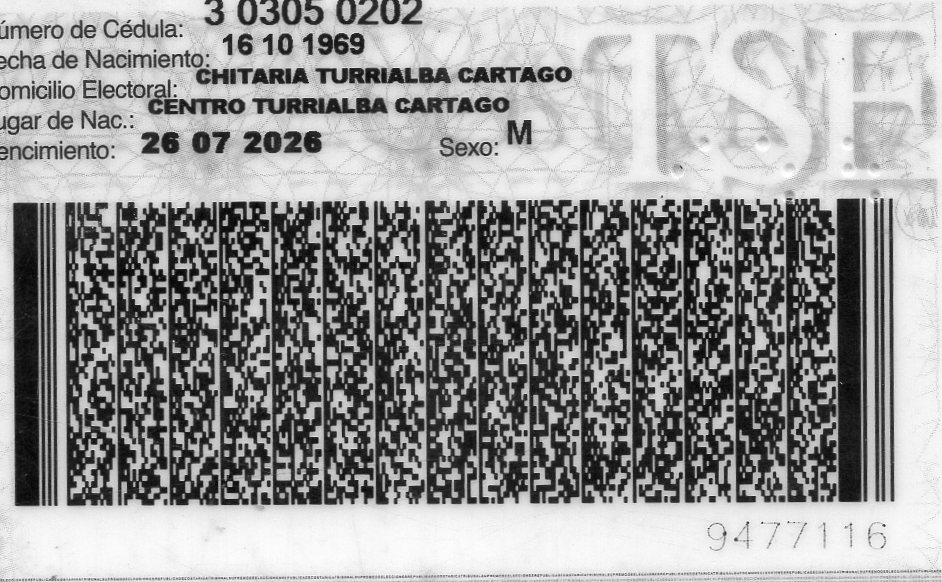 úmero de Cédula: 3 0305 0202
echa de Nacimiento: 16 10 1969
omicilio Electoral: CHITARIA TURRIALBA CARTAGO
ugar de Nac.: CENTRO TURRIALBA CARTAGO
encimiento: 26 07 2026 Sexo: M
TSE
9477116